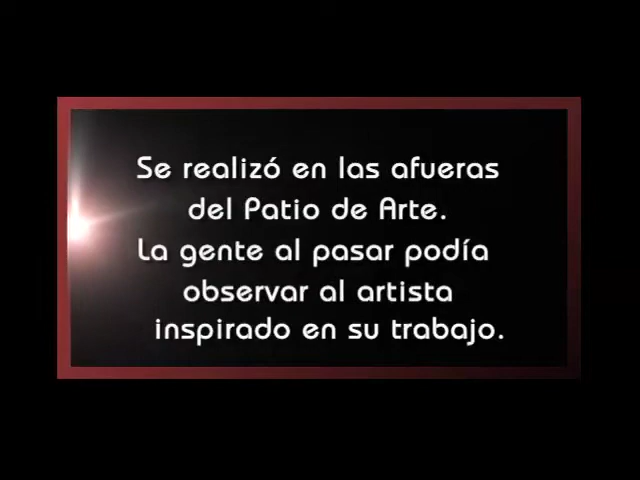 Se realizó en las afueras
del Patio de Arte.
La gente al pasar podía
observar al artista
inspirado en su trabajo.